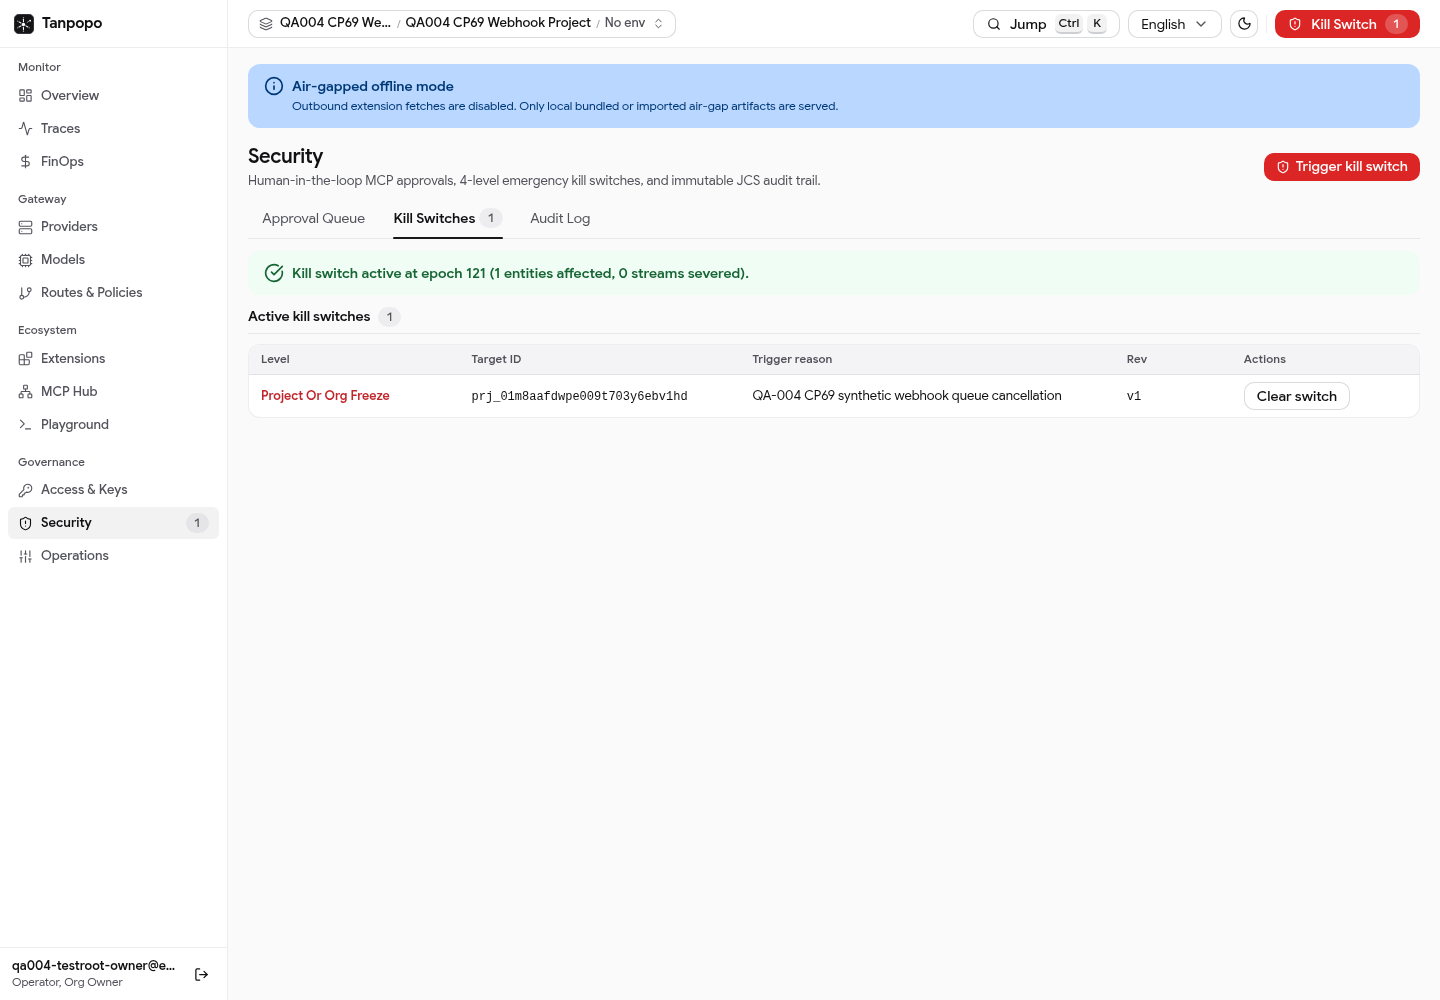 Tanpopo
QA004 CP69 We... / QA004 CP69 Webhook Project / No env
Jump Ctrl K
English
Kill Switch 1
Monitor
Overview
Traces
FinOps
Gateway
Providers
Models
Routes & Policies
Ecosystem
Extensions
MCP Hub
Playground
Governance
Access & Keys
Security 1
Operations
qa004-testroot-owner@e...
Operator, Org Owner
Air-gapped offline mode
Outbound extension fetches are disabled. Only local bundled or imported air-gap artifacts are served.
Security
Human-in-the-loop MCP approvals, 4-level emergency kill switches, and immutable JCS audit trail.
Trigger kill switch
Approval Queue Kill Switches 1 Audit Log
Kill switch active at epoch 121 (1 entities affected, 0 streams severed).
Active kill switches 1
Level Target ID Trigger reason Rev Actions
Project Or Org Freeze prj_01m8aafdwpe009t703y6ebv1hd QA-004 CP69 synthetic webhook queue cancellation v1 Clear switch